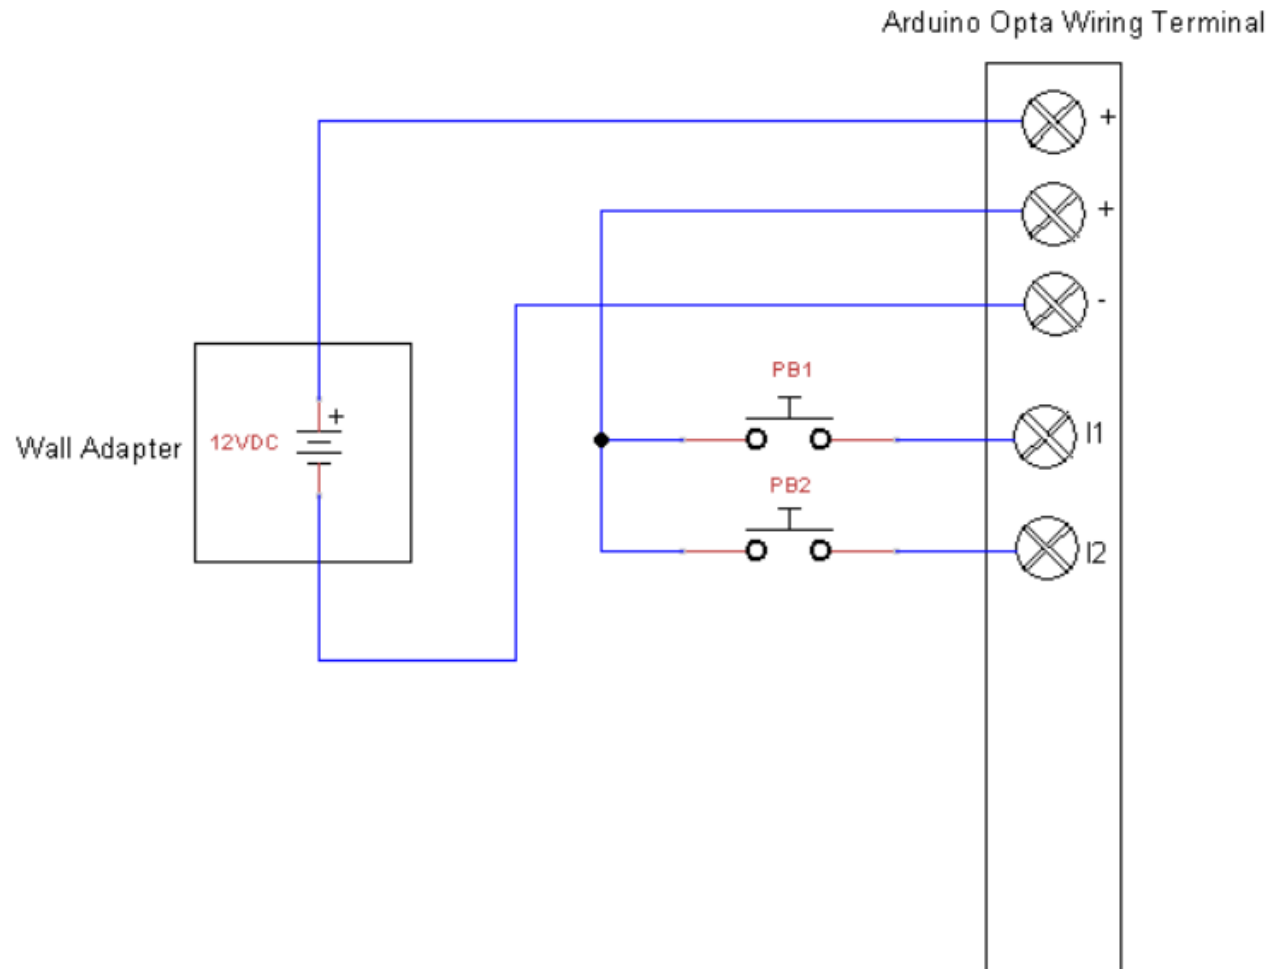 Arduino Opta Wiring Terminal
+
+
-
PB1
+
Wall Adapter
12VDC
I1
PB2
I2